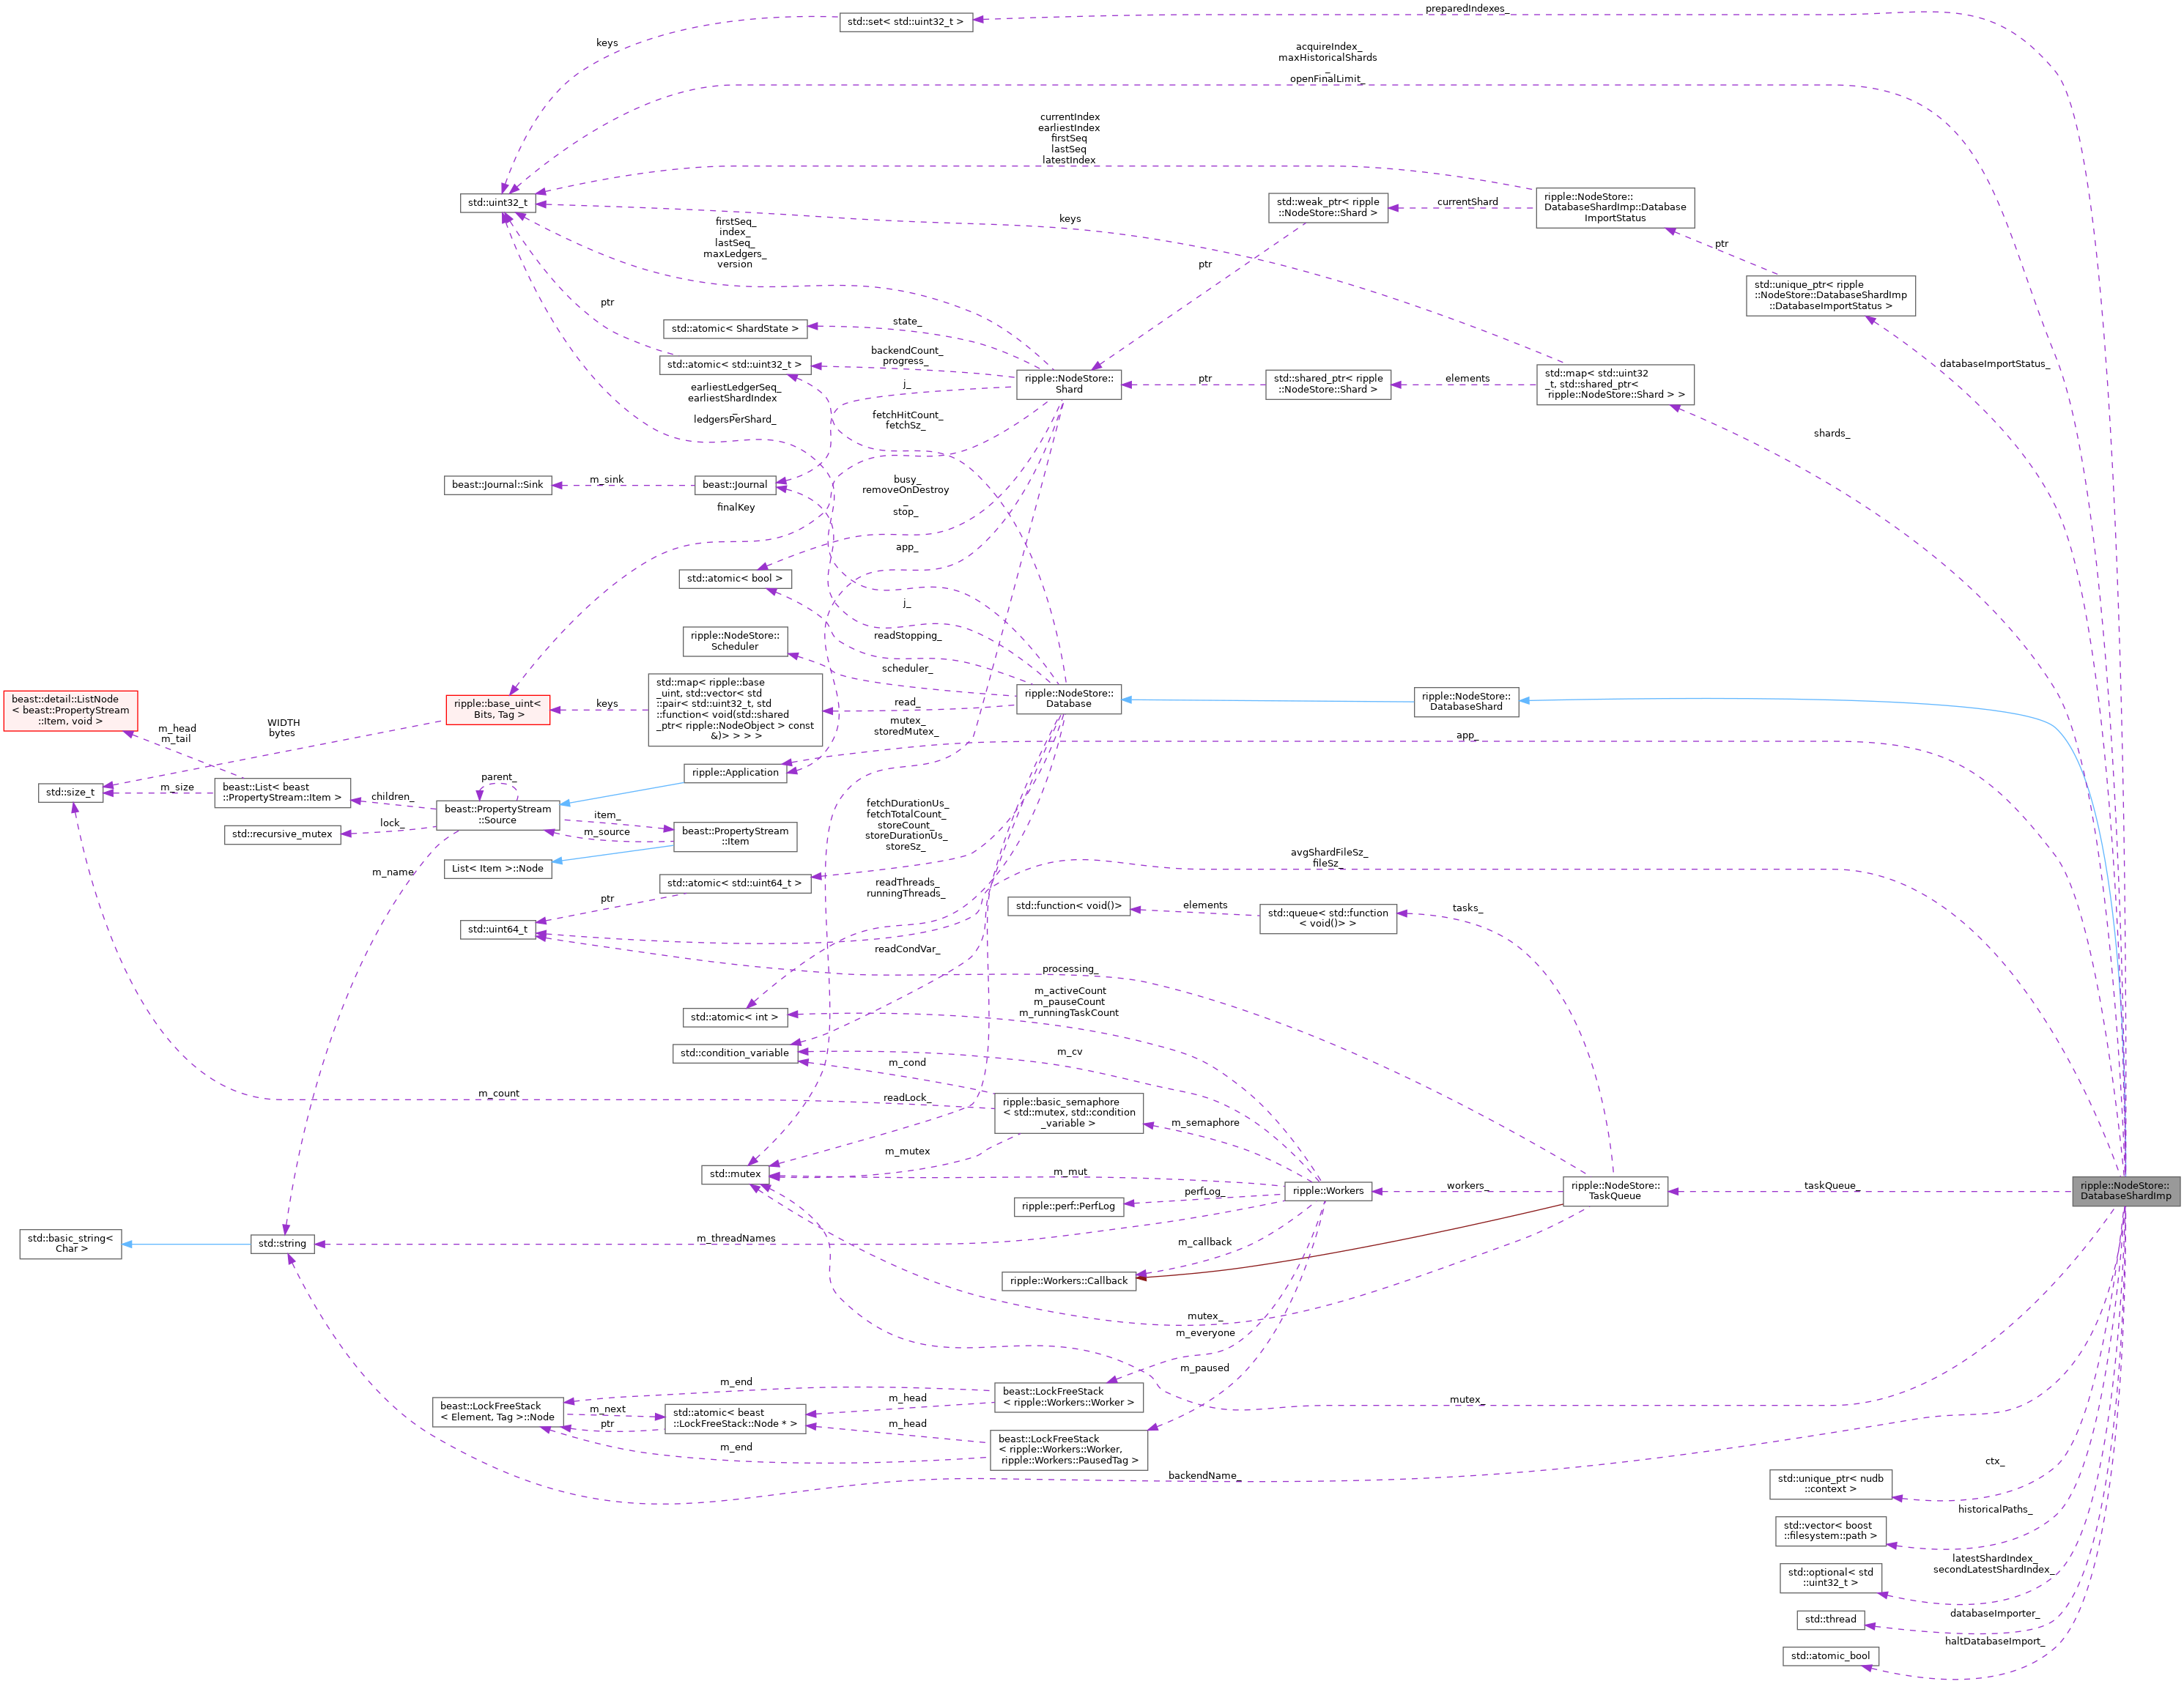 preparedIndexes_
std::set< std::uint32_t >
keys
acquireIndex_
maxHistoricalShards
_
openFinalLimit_
currentIndex
earliestIndex
firstSeq
lastSeq
latestIndex
std::uint32_t
std::weak_ptr< ripple
::NodeStore::Shard >
currentShard
ripple::NodeStore::
DatabaseShardImp::Database
ImportStatus
keys
firstSeq_
index_
lastSeq_
maxLedgers_
version
ptr
ptr
std::unique_ptr< ripple
::NodeStore::DatabaseShardImp
::DatabaseImportStatus >
ptr
std::atomic< ShardState >
state_
backendCount_
progress_
std::atomic< std::uint32_t >
databaseImportStatus_
ripple::NodeStore::
Shard
ptr
std::shared_ptr< ripple
::NodeStore::Shard >
elements
std::map< std::uint32
_t, std::shared_ptr<
ripple::NodeStore::Shard > >
j_
earliestLedgerSeq_
earliestShardIndex
_
ledgersPerShard_
fetchHitCount_
fetchSz_
shards_
beast::Journal::Sink
m_sink
beast::Journal
busy_
removeOnDestroy
_
stop_
finalKey
app_
std::atomic< bool >
j_
readStopping_
ripple::NodeStore::
Scheduler
scheduler_
std::map< ripple::base
_uint, std::vector< std
::pair< std::uint32_t, std
::function< void(std::shared
_ptr< ripple::NodeObject > const
&)> > > >
read_
ripple::NodeStore::
Database
ripple::NodeStore::
DatabaseShard
beast::detail::ListNode
< beast::PropertyStream
::Item, void >
ripple::base_uint<
Bits, Tag >
keys
WIDTH
bytes
m_head
m_tail
mutex_
storedMutex_
app_
ripple::Application
parent_
std::size_t
m_size
beast::List< beast
::PropertyStream::Item >
children_
beast::PropertyStream
::Source
item_
m_source
beast::PropertyStream
::Item
lock_
std::recursive_mutex
List< Item >::Node
m_name
fetchDurationUs_
fetchTotalCount_
storeCount_
storeDurationUs_
storeSz_
avgShardFileSz_
fileSz_
std::atomic< std::uint64_t >
readThreads_
runningThreads_
ptr
std::function< void()>
elements
std::queue< std::function
< void()> >
tasks_
std::uint64_t
readCondVar_
processing_
m_activeCount
m_pauseCount
m_runningTaskCount
std::atomic< int >
std::condition_variable
m_cv
m_cond
m_count
readLock_
ripple::basic_semaphore
< std::mutex, std::condition
_variable >
m_semaphore
m_mutex
std::mutex
m_mut
perfLog_
ripple::perf::PerfLog
ripple::Workers
workers_
ripple::NodeStore::
TaskQueue
taskQueue_
ripple::NodeStore::
DatabaseShardImp
std::basic_string<
Char >
std::string
m_threadNames
m_callback
ripple::Workers::Callback
mutex_
m_everyone
m_paused
m_end
beast::LockFreeStack
< ripple::Workers::Worker >
mutex_
beast::LockFreeStack
< Element, Tag >::Node
m_next
ptr
std::atomic< beast
::LockFreeStack::Node * >
m_head
m_head
m_end
beast::LockFreeStack
< ripple::Workers::Worker,
ripple::Workers::PausedTag >
backendName_
ctx_
std::unique_ptr< nudb
::context >
historicalPaths_
std::vector< boost
::filesystem::path >
latestShardIndex_
secondLatestShardIndex_
std::optional< std
::uint32_t >
databaseImporter_
std::thread
haltDatabaseImport_
std::atomic_bool